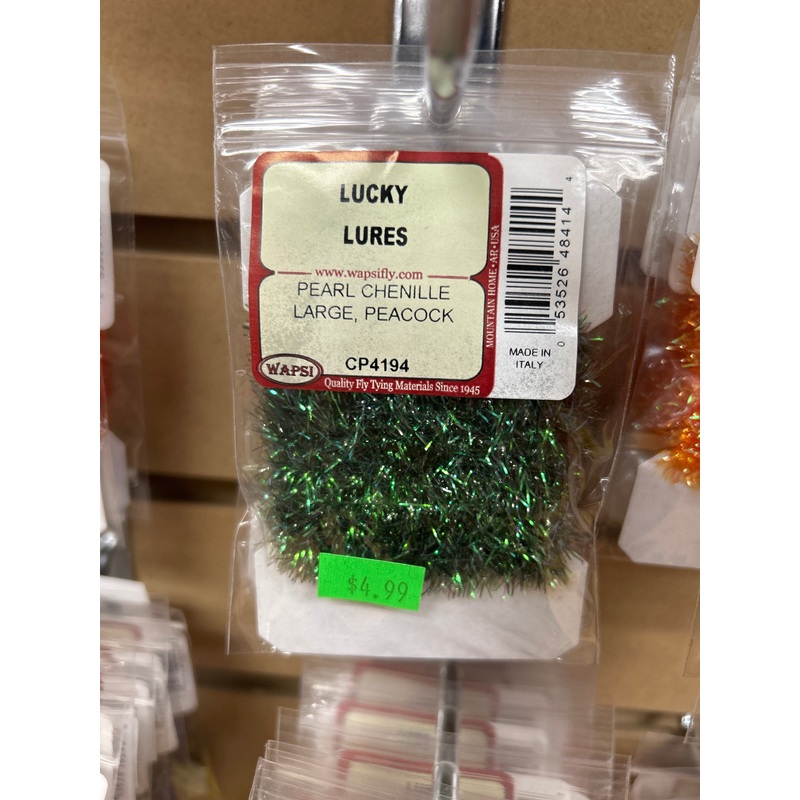 LUCKY
LURES
www.wapsifly.com
PEARL CHENILLE
LARGE, PEACOCK
CP4194
WAPSI
Quality Fly Tying Materials Since 1945
MOUNTAIN HOME • AR • USA
0 53526 48414 4
MADE IN
ITALY
$4.99